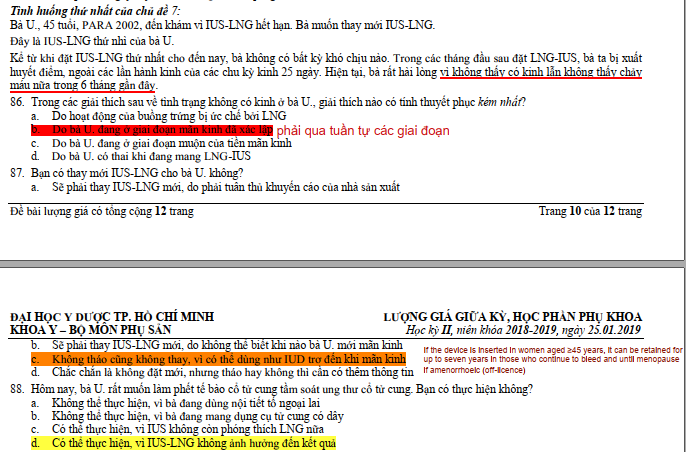 Tình huống thứ nhất của chủ đề 7:
Bà U., 45 tuổi, PARA 2002, đến khám vì IUS-LNG hết hạn. Bà muốn thay mới IUS-LNG.
Đây là IUS-LNG thứ nhì của bà U.
Kể từ khi đặt IUS-LNG thứ nhất cho đến nay, bà không có bất kỳ khó chịu nào. Trong các tháng đầu sau đặt LNG-IUS, bà ta bị xuất
huyết điểm, ngoài các lần hành kinh của các chu kỳ kinh 25 ngày. Hiện tại, bà rất hài lòng vì không thấy có kinh lẫn không thấy chảy
máu nữa trong 6 tháng gần đây.
86. Trong các giải thích sau về tình trạng không có kinh ở bà U., giải thích nào có tính thuyết phục kém nhất?
a. Do hoạt động của buồng trứng bị ức chế bởi LNG
b. Do bà U. đang ở giai đoạn mãn kinh đã xác lập phải qua tuần tự các giai đoạn
c. Do bà U. đang ở giai đoạn muộn của tiền mãn kinh
d. Do bà U. có thai khi đang mang LNG-IUS
87. Bạn có thay mới IUS-LNG cho bà U. không?
a. Sẽ phải thay IUS-LNG mới, do phải tuân thủ khuyến cáo của nhà sản xuất
Đề bài lượng giá có tổng cộng 12 trang Trang 10 của 12 trang
ĐẠI HỌC Y DƯỢC TP. HỒ CHÍ MINH LƯỢNG GIÁ GIỮA KỲ, HỌC PHẦN PHỤ KHOA
KHOA Y – BỘ MÔN PHỤ SẢN Học kỳ II, niên khóa 2018-2019, ngày 25.01.2019
b. Sẽ phải thay IUS-LNG mới, do không thể biết khi nào bà U. mới mãn kinh
c. Không tháo cũng không thay, vì có thể dùng như IUD trơ đến khi mãn kinh
d. Chắc chắn là không đặt mới, nhưng tháo hay không thì cần có thêm thông tin
If the device is inserted in women aged ≥45 years, it can be retained for
up to seven years in those who continue to bleed and until menopause
if amenorrhoeic (off-licence)
88. Hôm nay, bà U. rất muốn làm phết tế bào cổ tử cung tầm soát ung thư cổ tử cung. Bạn có thực hiện không?
a. Không thể thực hiện, vì bà đang dùng nội tiết tố ngoại lai
b. Không thể thực hiện, vì bà đang mang dụng cụ tử cung có dây
c. Có thể thực hiện, vì IUS không còn phóng thích LNG nữa
d. Có thể thực hiện, vì IUS-LNG không ảnh hưởng đến kết quả